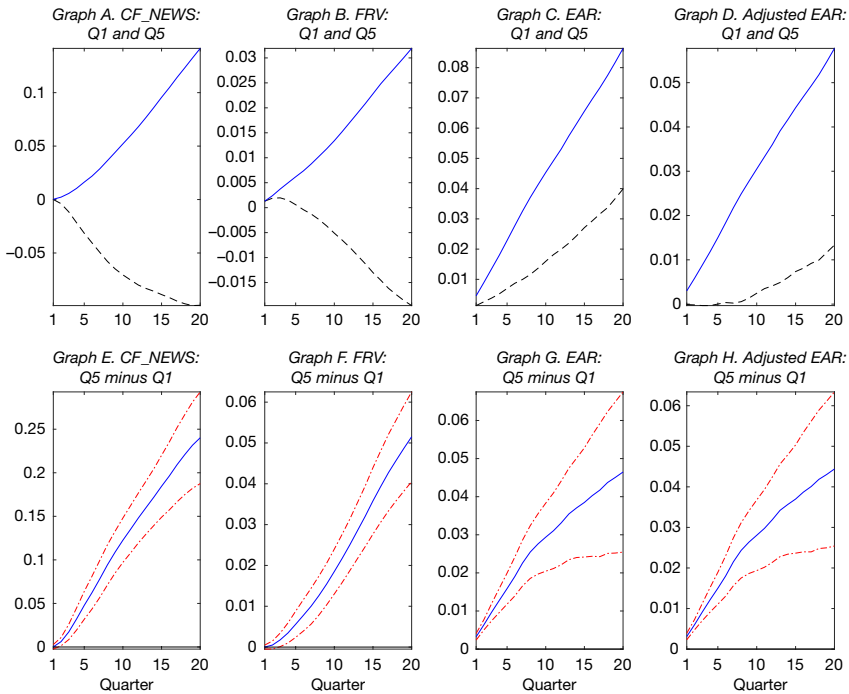 Graph A. CF_NEWS:
Q1 and Q5
0.1
0.05
0
−0.05
1 5 10 15 20
Graph B. FRV:
Q1 and Q5
0.03
0.025
0.02
0.015
0.01
0.005
0
−0.005
−0.01
−0.015
1 5 10 15 20
Graph C. EAR:
Q1 and Q5
0.08
0.07
0.06
0.05
0.04
0.03
0.02
0.01
1 5 10 15 20
Graph D. Adjusted EAR:
Q1 and Q5
0.05
0.04
0.03
0.02
0.01
0
1 5 10 15 20
Graph E. CF_NEWS:
Q5 minus Q1
0.25
0.2
0.25
0.1
0.05
0
1 5 10 15 20
Quarter
Graph F. FRV:
Q5 minus Q1
0.06
0.05
0.04
0.03
0.02
0.01
0
1 5 10 15 20
Quarter
Graph G. EAR:
Q5 minus Q1
0.06
0.05
0.04
0.03
0.02
0.01
0
1 5 10 15 20
Quarter
Graph H. Adjusted EAR:
Q5 minus Q1
0.06
0.05
0.04
0.03
0.02
0.01
0
1 5 10 15 20
Quarter